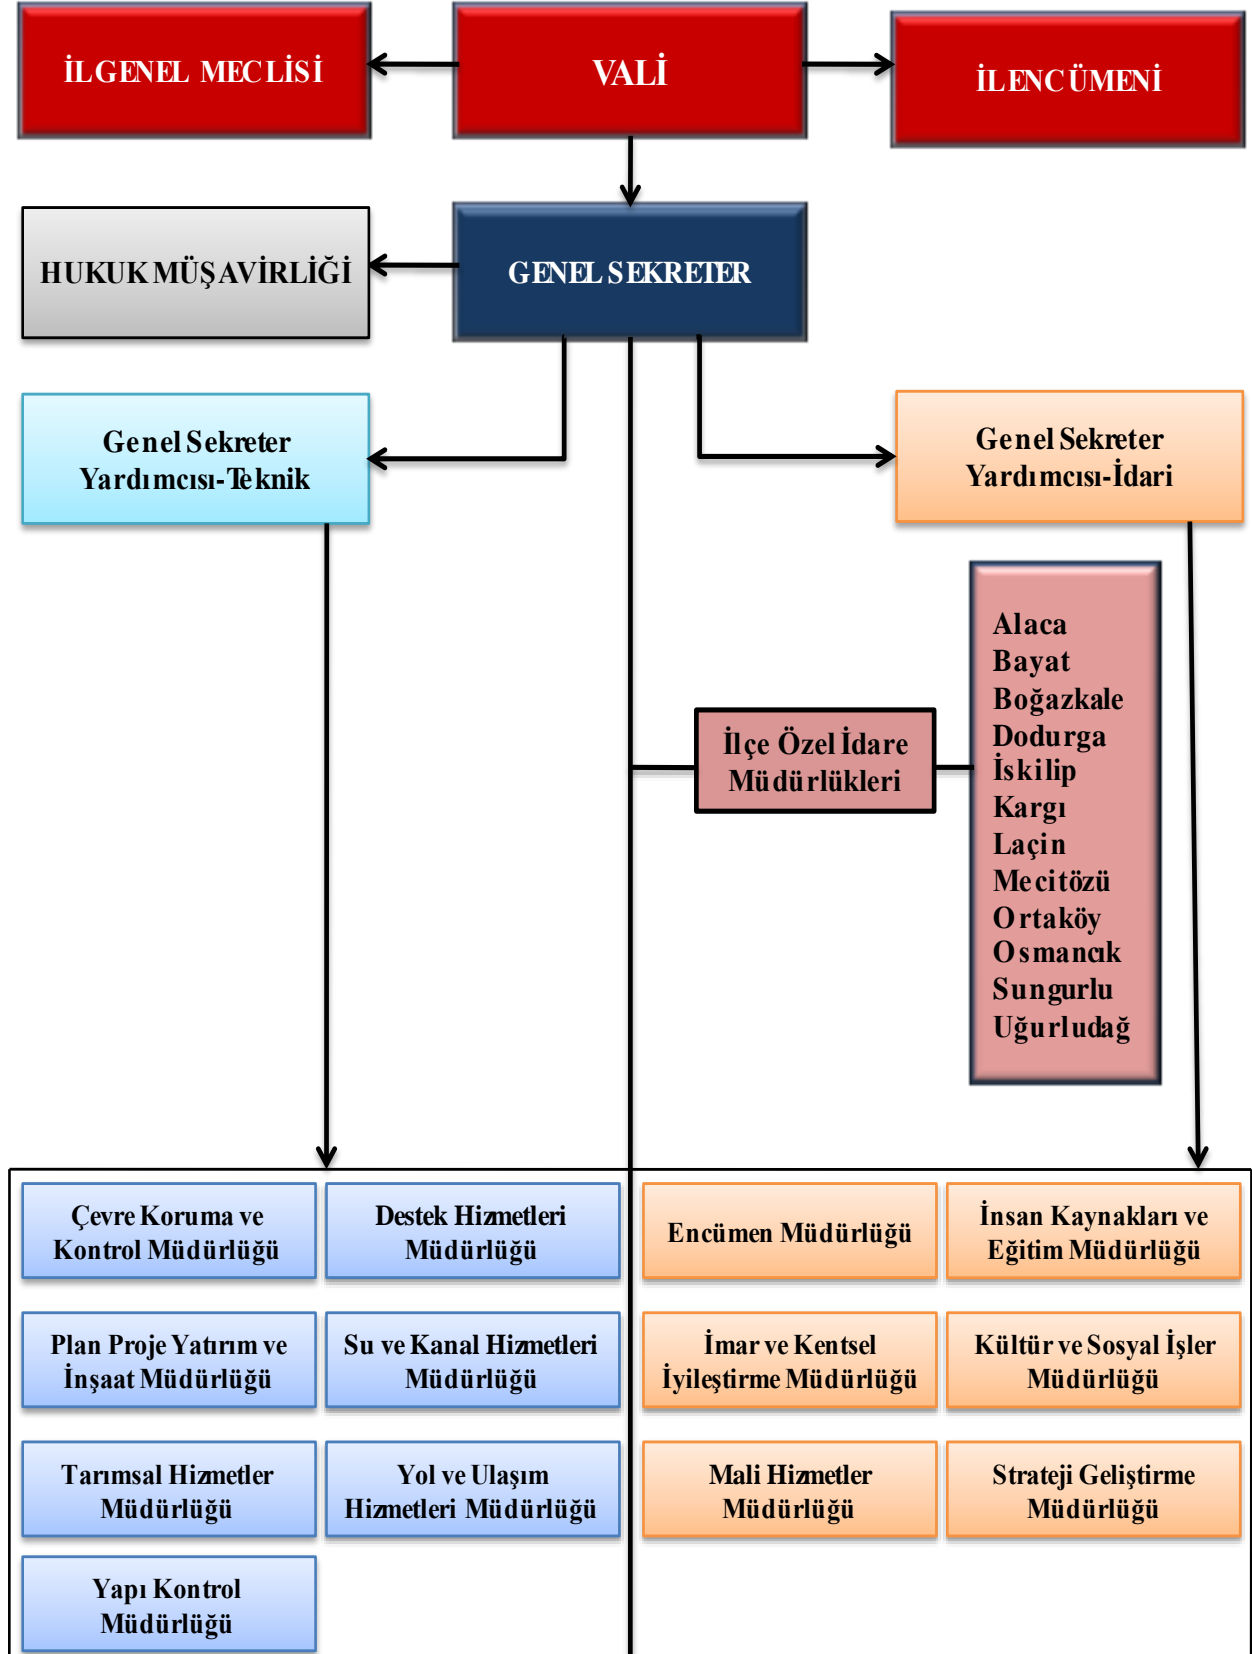 İL GENEL MECLİSİ
VALİ
İL ENCÜMENİ
HUKUK MÜŞAVİRLİĞİ
GENEL SEKRETER
Genel Sekreter
Yardımcısı-Teknik
Genel Sekreter
Yardımcısı-İdari
İlçe Özel İdare
Müdürlükleri
Alaca
Bayat
Boğazkale
Dodurga
İskilip
Kargı
Laçin
Mecitözü
Ortaköy
Osmancık
Sungurlu
Uğurludağ
Çevre Koruma ve
Kontrol Müdürlüğü
Destek Hizmetleri
Müdürlüğü
Encümen Müdürlüğü
İnsan Kaynakları ve
Eğitim Müdürlüğü
Plan Proje Yatırım ve
İnşaat Müdürlüğü
Su ve Kanal Hizmetleri
Müdürlüğü
İmar ve Kentsel
İyileştirme Müdürlüğü
Kültür ve Sosyal İşler
Müdürlüğü
Tarımsal Hizmetler
Müdürlüğü
Yol ve Ulaşım
Hizmetleri Müdürlüğü
Mali Hizmetler
Müdürlüğü
Strateji Geliştirme
Müdürlüğü
Yapı Kontrol
Müdürlüğü